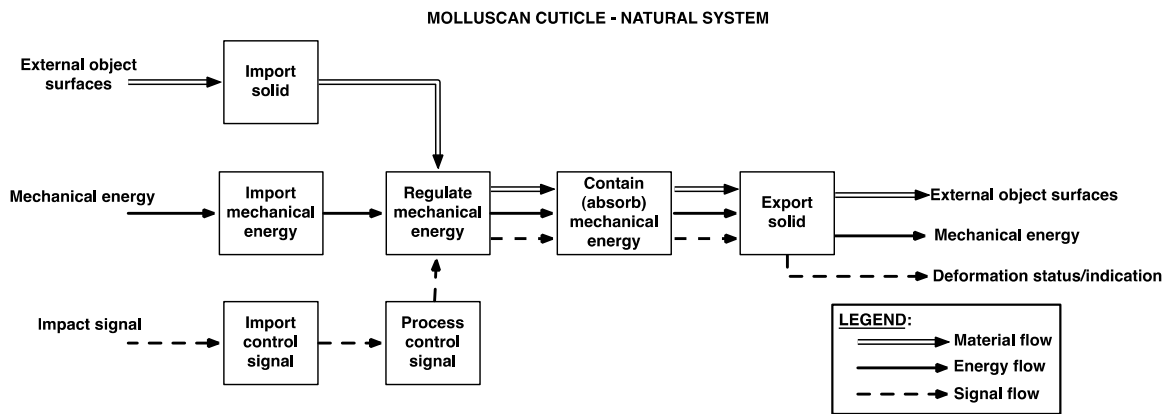 MOLLUSCAN CUTICLE - NATURAL SYSTEM
External object
surfaces
Import
solid
Mechanical energy
Import
mechanical
energy
Regulate
mechanical
energy
Contain
(absorb)
mechanical
energy
Export
solid
External object surfaces
Mechanical energy
Deformation status/indication
Impact signal
Import
control
signal
Process
control
signal
LEGEND:
Material flow
Energy flow
Signal flow